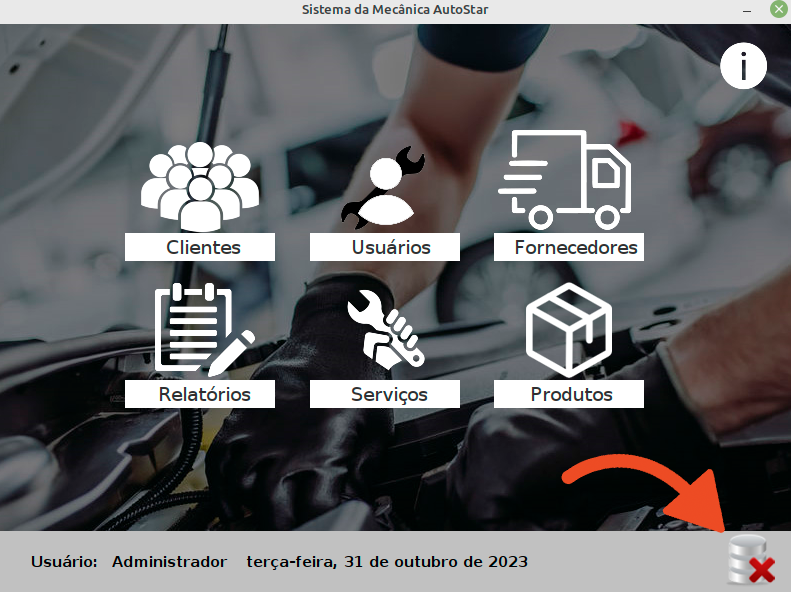 Sistema da Mecânica AutoStar
i
Clientes
Usuários
Fornecedores
Relatórios
Serviços
Produtos
Usuário: Administrador terça-feira, 31 de outubro de 2023